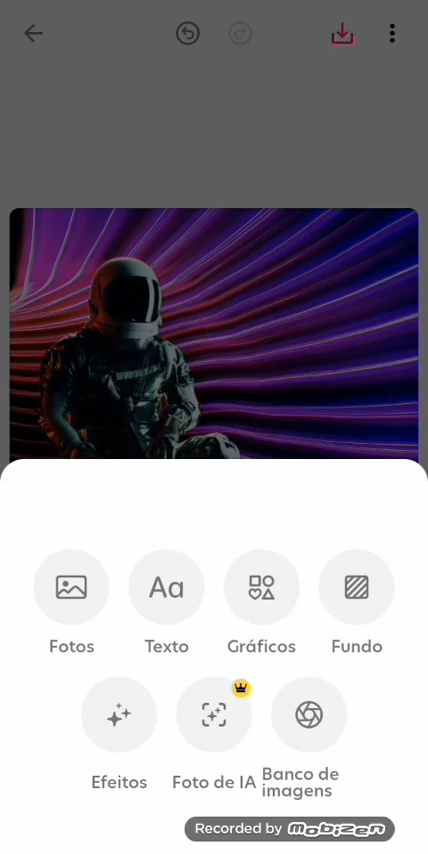 Fotos
Texto
Gráficos
Fundo
Efeitos
Foto de IA
Banco de
imagens
Recorded by MOBIZEN